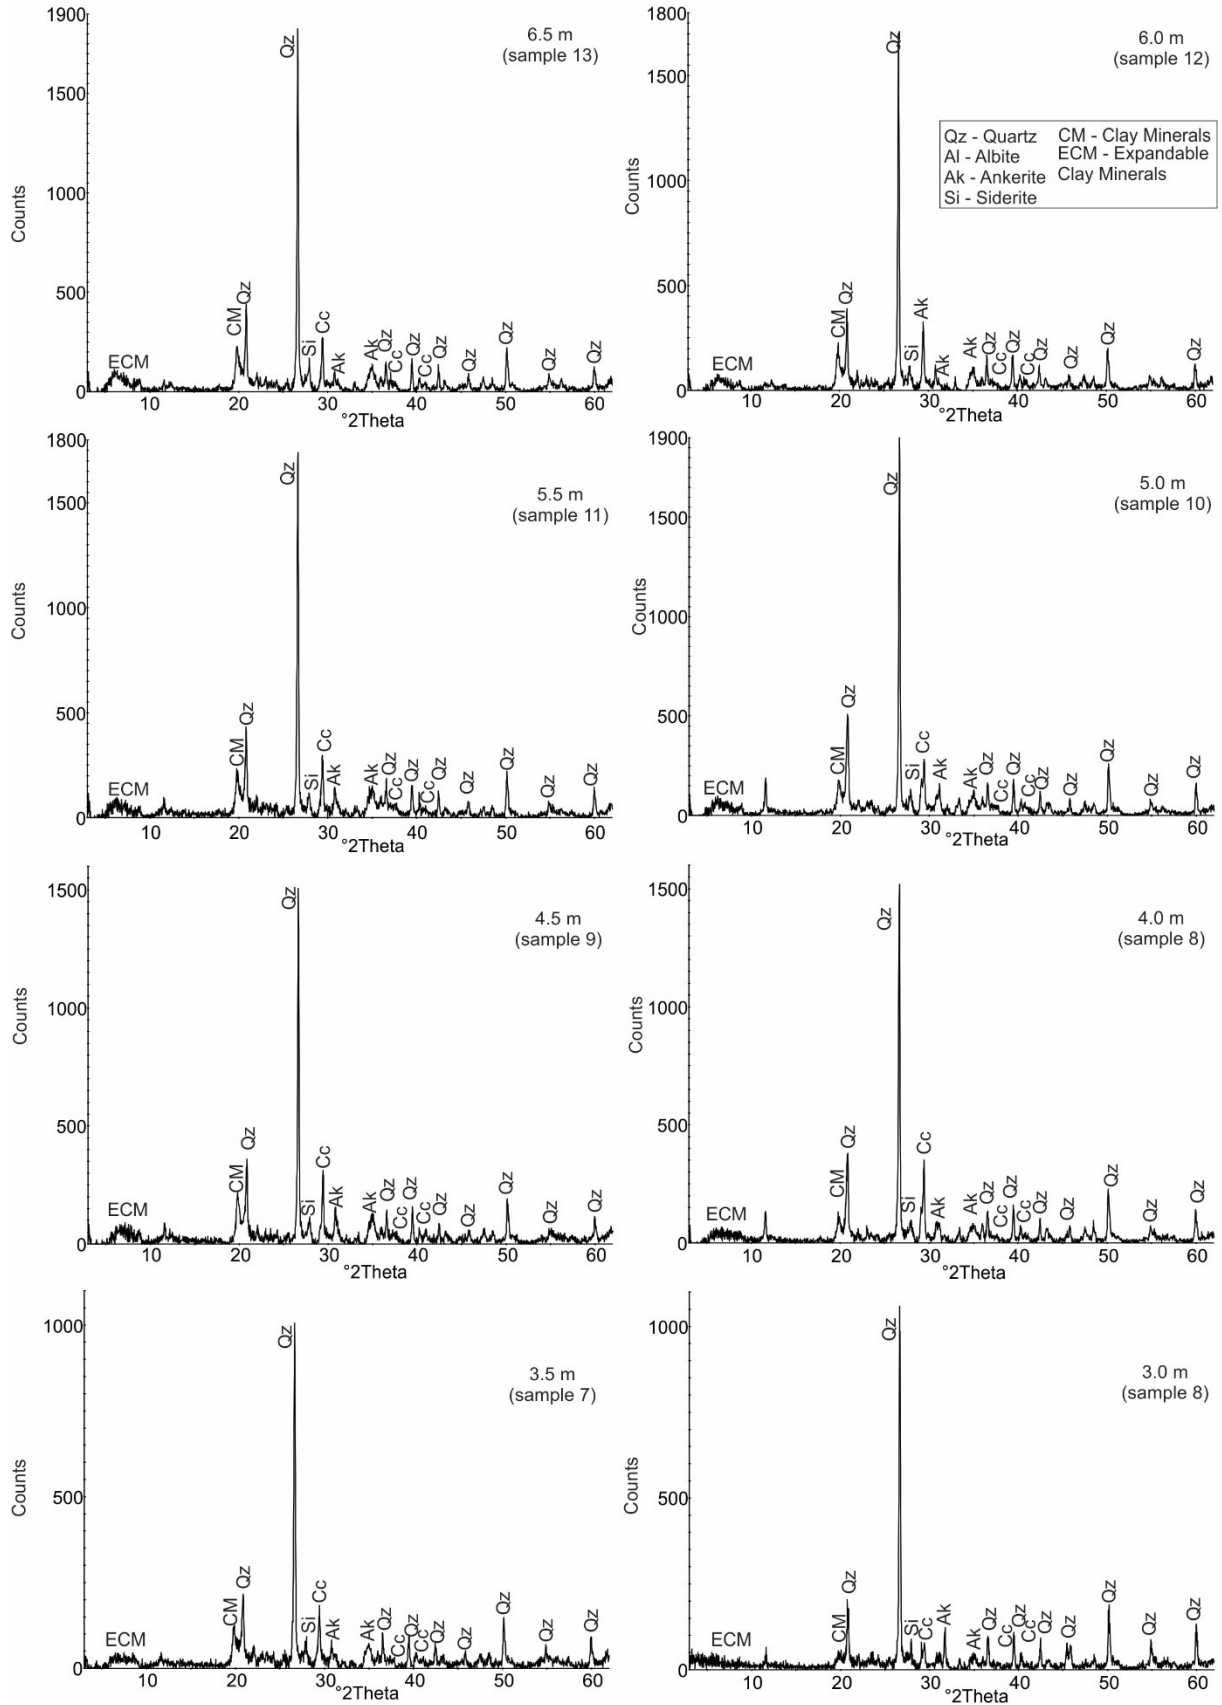 1900
1500
1000
500
0
Counts
6.5 m
(sample 13)
ECM
CM
Qz
Qz
Si
Cc
Ak
Ak
Qz
Cc
Qz
Cc
Qz
Qz
Qz
Qz
Qz
10 20 30 40 50 60
°2Theta
1800
1500
1000
500
0
Counts
6.0 m
(sample 12)
Qz - Quartz CM - Clay Minerals
Al - Albite ECM - Expandable
Ak - Ankerite Clay Minerals
Si - Siderite
ECM
CM
Qz
Qz
Si
Ak
Ak
Ak
Qz
Cc
Qz
Cc
Qz
Qz
Qz
Qz
10 20 30 40 50 60
°2Theta
1800
1500
1000
500
0
Counts
5.5 m
(sample 11)
ECM
CM
Qz
Qz
Si
Cc
Ak
Ak
Qz
Cc
Qz
Cc
Qz
Qz
Qz
Qz
Qz
10 20 30 40 50 60
°2Theta
1900
1500
1000
500
0
Counts
5.0 m
(sample 10)
ECM
CM
Qz
Qz
Si
Cc
Ak
Ak
Qz
Cc
Qz
Cc
Qz
Qz
Qz
Qz
Qz
10 20 30 40 50 60
°2Theta
1500
1000
500
0
Counts
4.5 m
(sample 9)
ECM
CM
Qz
Qz
Si
Cc
Ak
Ak
Qz
Cc
Qz
Cc
Qz
Qz
Qz
Qz
Qz
10 20 30 40 50 60
°2Theta
1500
1000
500
0
Counts
4.0 m
(sample 8)
ECM
CM
Qz
Qz
Si
Cc
Ak
Ak
Qz
Cc
Qz
Cc
Qz
Qz
Qz
Qz
Qz
10 20 30 40 50 60
°2Theta
1000
500
0
Counts
3.5 m
(sample 7)
ECM
CM
Qz
Qz
Si
Cc
Ak
Ak
Qz
Cc
Qz
Cc
Qz
Qz
Qz
Qz
Qz
10 20 30 40 50 60
°2Theta
1000
500
0
Counts
3.0 m
(sample 8)
ECM
CM
Qz
Qz
Si
Cc
Ak
Ak
Qz
Cc
Qz
Cc
Qz
Qz
Qz
Qz
Qz
10 20 30 40 50 60
°2Theta